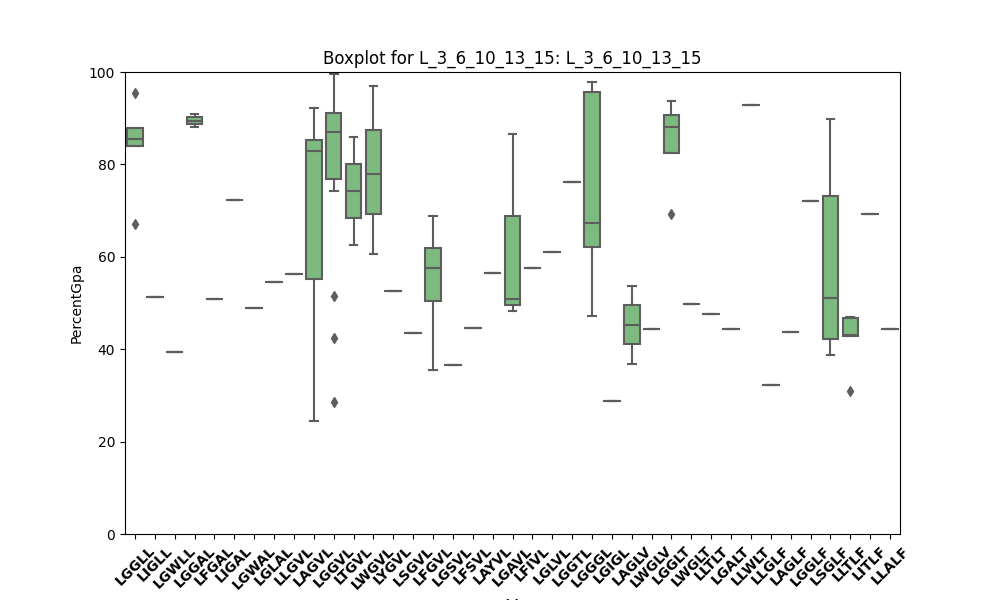 Boxplot for L_3_6_10_13_15: L_3_6_10_13_15
PercentGpa
100
80
60
40
20
0
LGGLL
LIGLL
LGWLL
LGGAL
LFGAL
LIGAL
LGWAL
LGLAL
LLGVL
LAGVL
LGGVL
LTGVL
LWGVL
LYGVL
LSGVL
LFGVL
LGSVL
LFSVL
LAYVL
LGAVL
LFIVL
LGLVL
LGGTL
LGGGL
LGIGL
LAGLV
LWGLV
LGGLT
LWGLT
LLTLT
LGALT
LLWLT
LLGLF
LAGLF
LGGLF
LSGLF
LLTLF
LITLF
LLALF